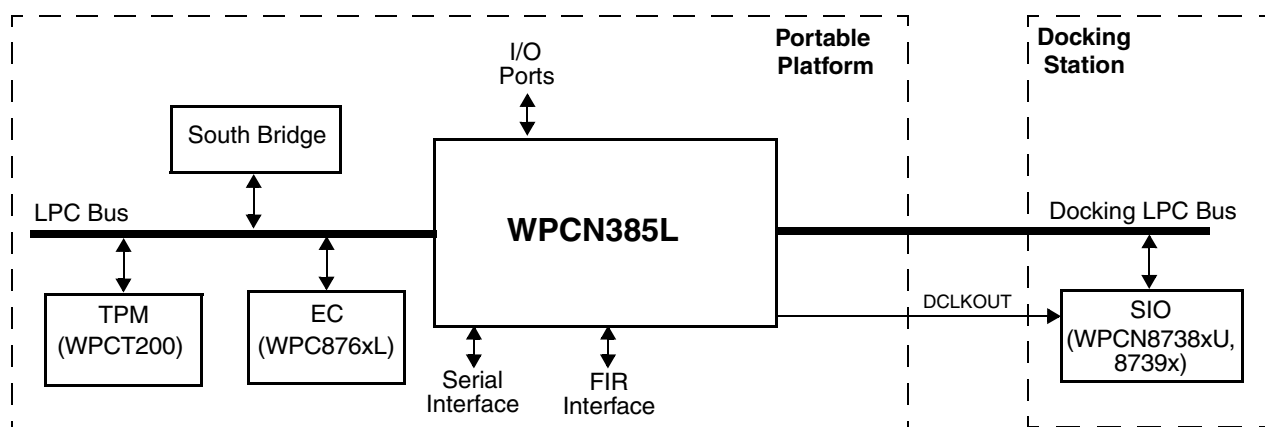 Portable
Platform
Docking
Station
I/O
Ports
South Bridge
LPC Bus
WPCN385L
Docking LPC Bus
TPM
(WPCT200)
EC
(WPC876xL)
DCLKOUT
SIO
(WPCN8738xU,
8739x)
Serial
Interface
FIR
Interface